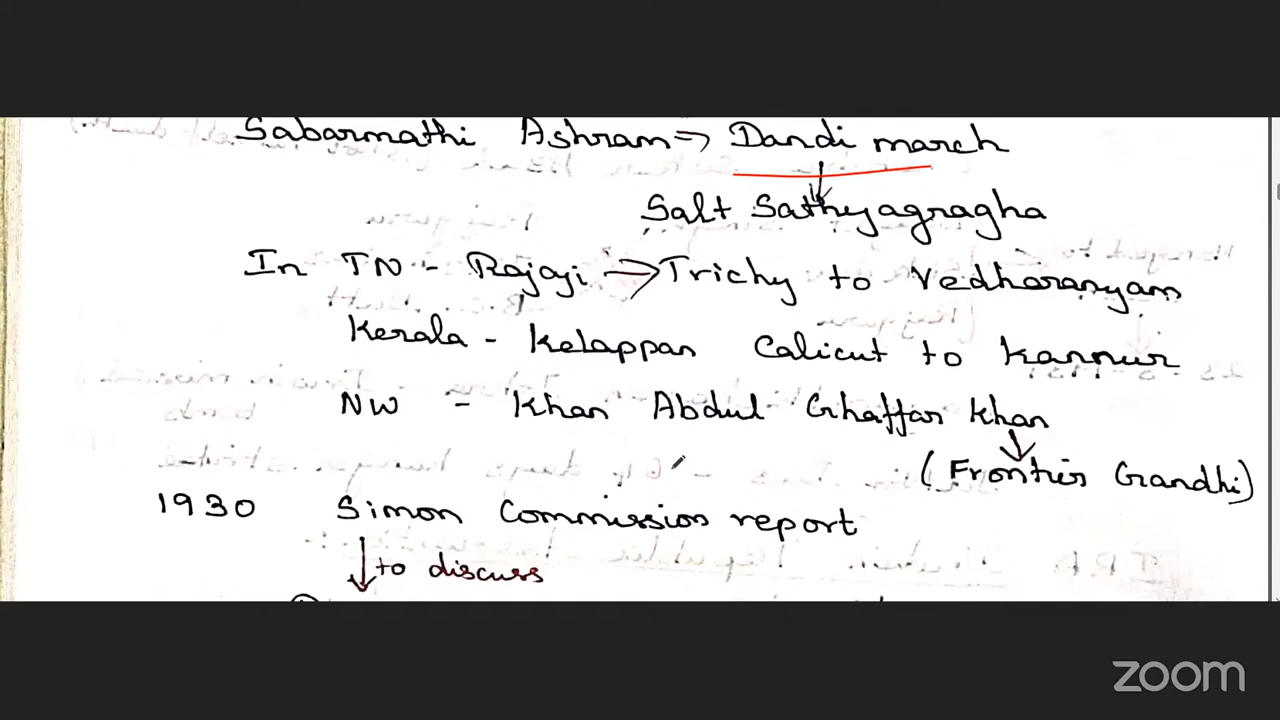 Sabarmathi Ashram ⇒ Dandi march
↓
Salt Sathyagragha
In TN - Rajaji ⇒ Trichy to Vedharanyam
Kerala - Kelappan Calicut to Kannur
NW - Khan Abdul Ghaffar khan
↓
(Frontier Gandhi)
1930 Simon Commission report
↓ to discuss
zoom